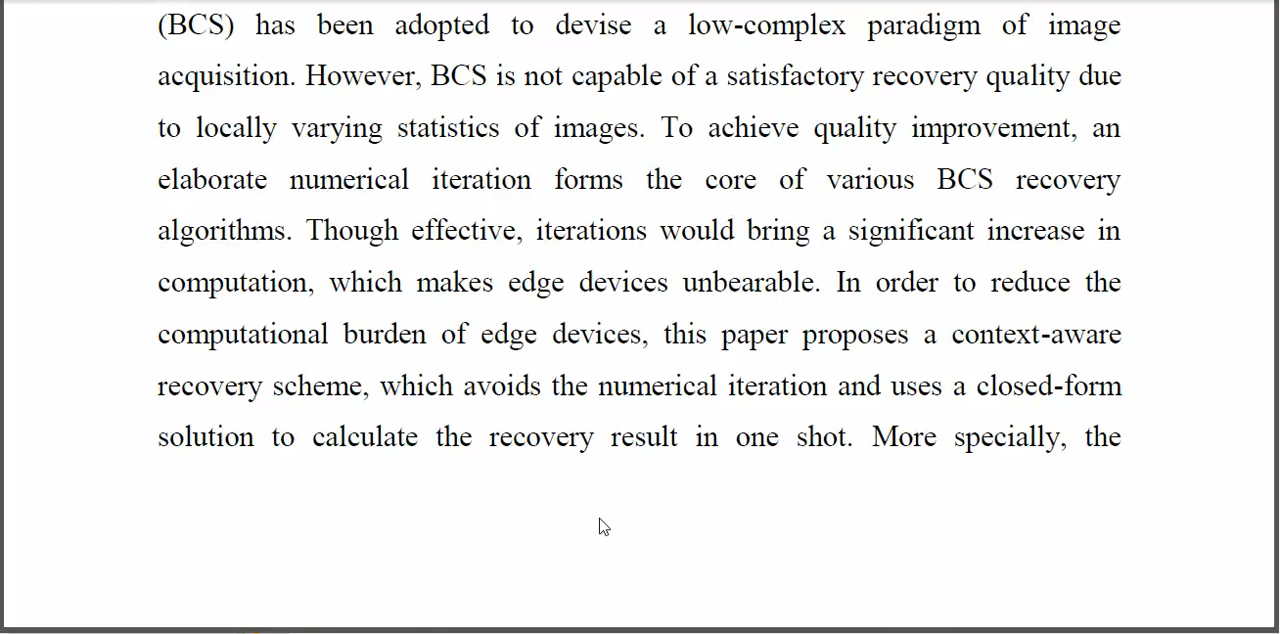 (BCS) has been adopted to devise a low-complex paradigm of image
acquisition. However, BCS is not capable of a satisfactory recovery quality due
to locally varying statistics of images. To achieve quality improvement, an
elaborate numerical iteration forms the core of various BCS recovery
algorithms. Though effective, iterations would bring a significant increase in
computation, which makes edge devices unbearable. In order to reduce the
computational burden of edge devices, this paper proposes a context-aware
recovery scheme, which avoids the numerical iteration and uses a closed-form
solution to calculate the recovery result in one shot. More specially, the